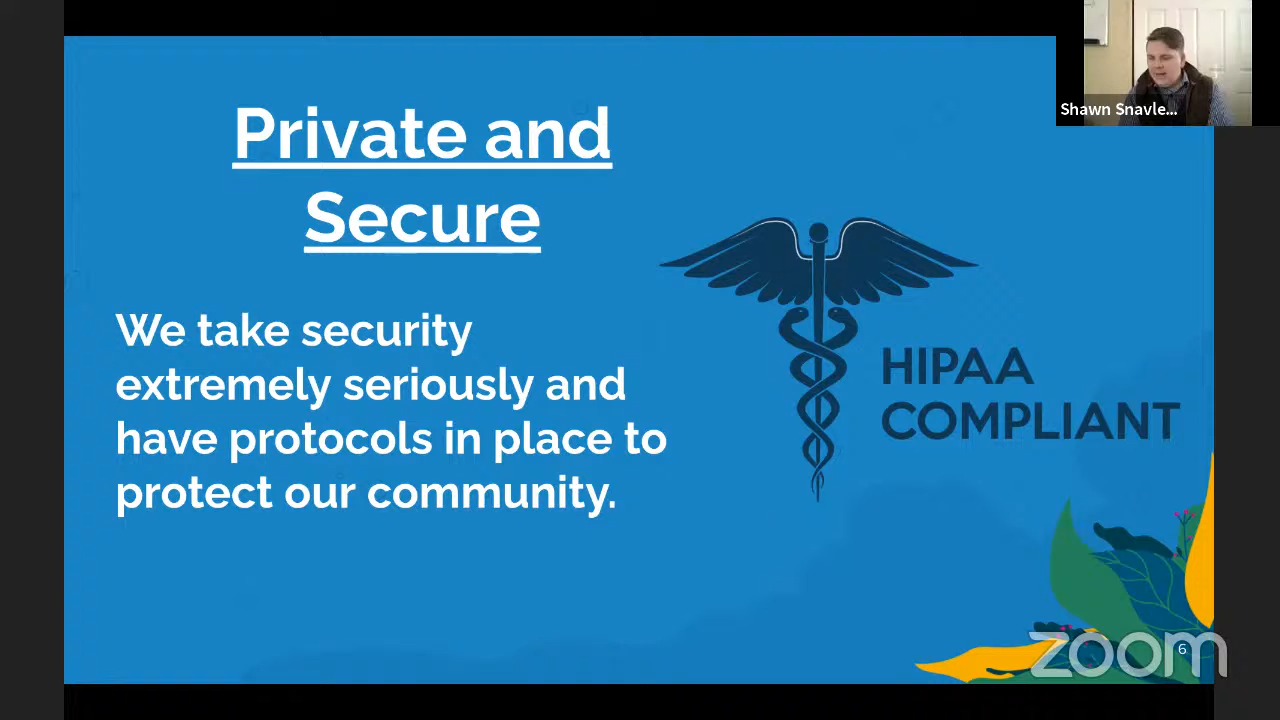 Private and
Secure
We take security
extremely seriously and
have protocols in place to
protect our community.
HIPAA
COMPLIANT
Shawn Snavle...
zoom
6